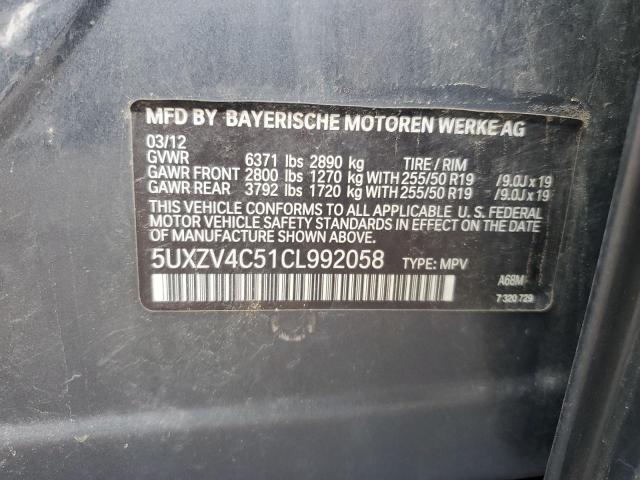 MFD BY BAYERISCHE MOTOREN WERKE AG
03/12
GVWR 6371 lbs 2890 kg TIRE / RIM
GAWR FRONT 2800 lbs 1270 kg WITH 255/50 R19 /9.0J x 19
GAWR REAR 3792 lbs 1720 kg WITH 255/50 R19 /9.0J x 19
THIS VEHICLE CONFORMS TO ALL APPLICABLE U. S. FEDERAL
MOTOR VEHICLE SAFETY STANDARDS IN EFFECT ON THE
DATE OF MANUFACTURE SHOWN ABOVE.
5UXZV4C51CL992058 TYPE: MPV
A68M
7 320 729